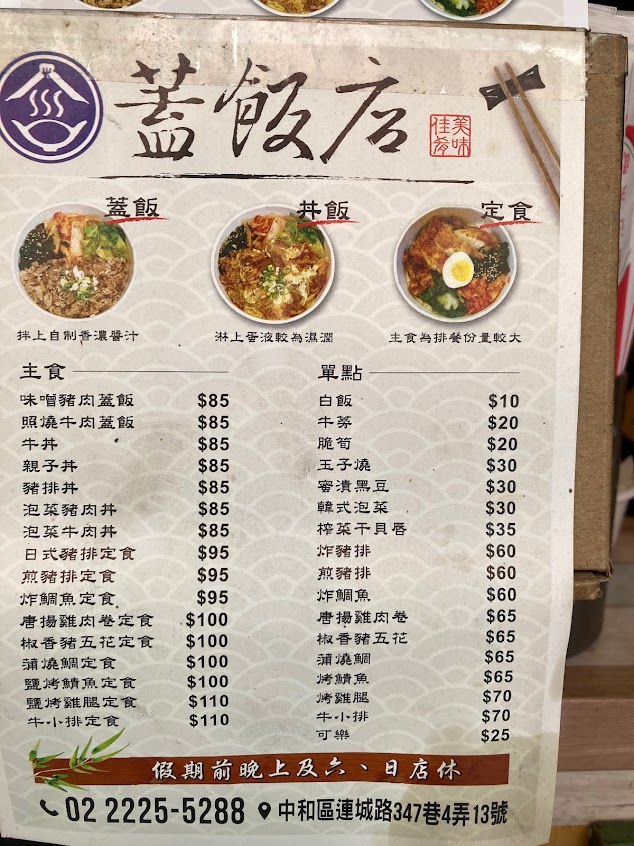 蓋飯店
美味
佳肴
蓋飯
丼飯
定食
拌上自制香濃醬汁
淋上蛋液較為濕潤
主食為排餐份量較大
主食
味噌豬肉蓋飯 $85
照燒牛肉蓋飯 $85
牛丼 $85
親子丼 $85
豬排丼 $85
泡菜豬肉丼 $85
泡菜牛肉丼 $85
日式豬排定食 $95
煎豬排定食 $95
炸鯛魚定食 $95
唐揚雞肉卷定食 $100
椒香豬五花定食 $100
蒲燒鯛定食 $100
鹽烤鯖魚定食 $100
鹽烤雞腿定食 $110
牛小排定食 $110
單點
白飯 $10
牛蒡 $20
脆筍 $20
玉子燒 $30
蜜漬黑豆 $30
韓式泡菜 $30
榨菜干貝唇 $35
炸豬排 $60
煎豬排 $60
炸鯛魚 $60
唐揚雞肉卷 $65
椒香豬五花 $65
蒲燒鯛 $65
烤鯖魚 $65
烤雞腿 $70
牛小排 $70
可樂 $25
假期前晚上及六、日店休
02 2225-5288 中和區連城路347巷4弄13號